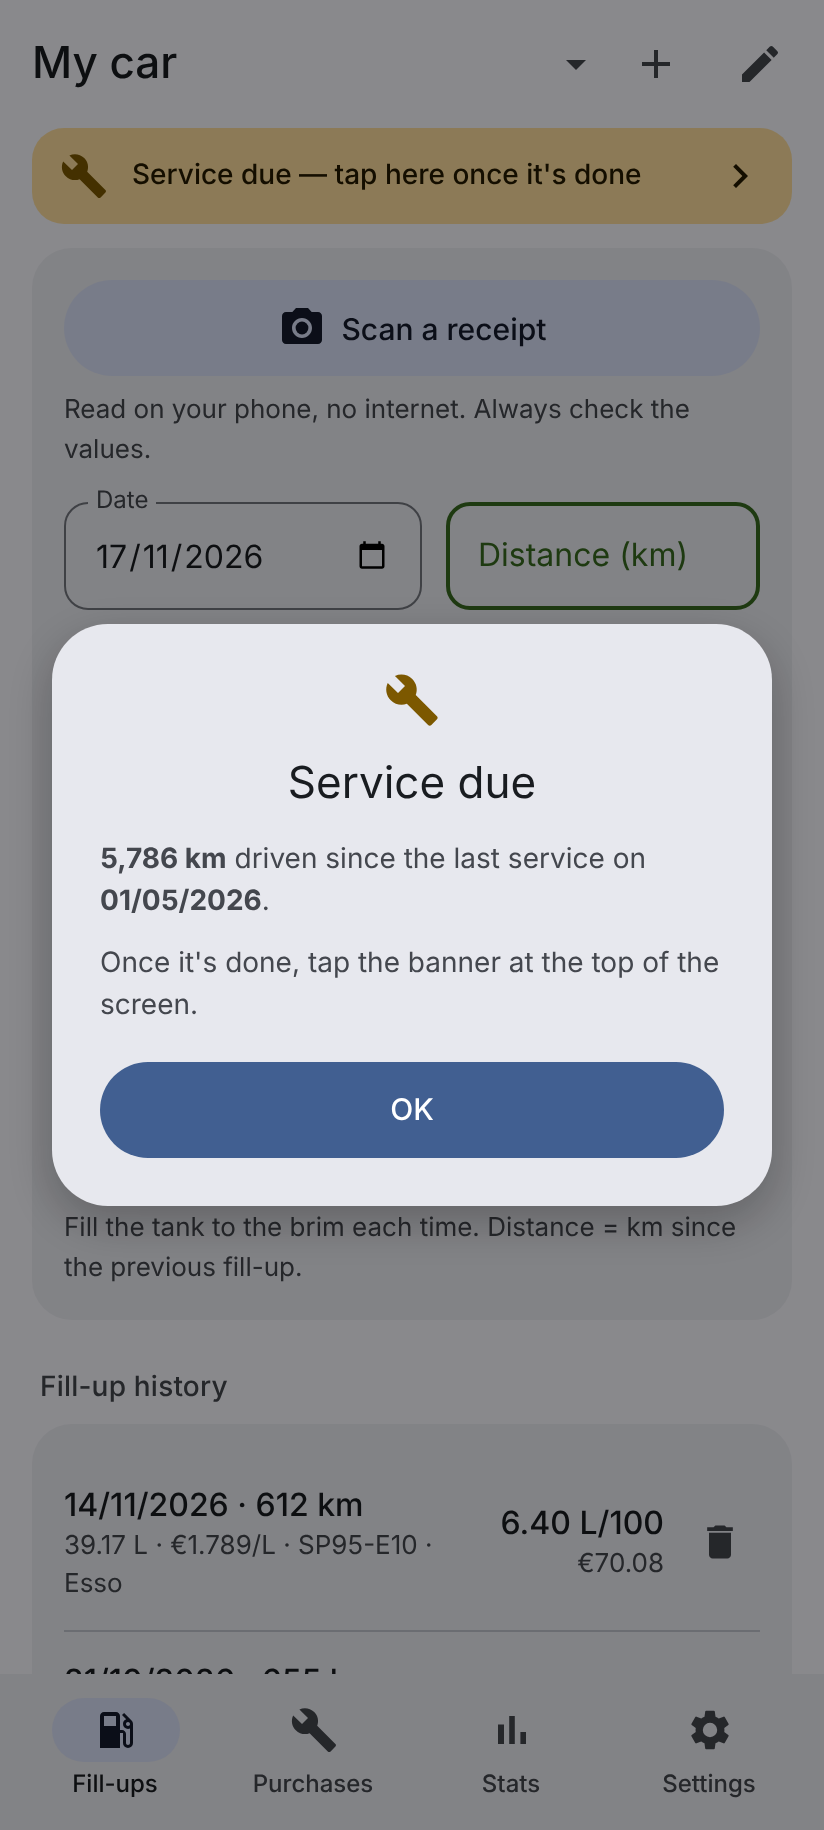 My car
Service due — tap here once it's done
Scan a receipt
Read on your phone, no internet. Always check the
values.
Date
17/11/2026
Distance (km)
Service due
5,786 km driven since the last service on
01/05/2026.
Once it's done, tap the banner at the top of the
screen.
OK
Fill the tank to the brim each time. Distance = km since
the previous fill-up.
Fill-up history
14/11/2026 · 612 km
39.17 L · €1.789/L · SP95-E10 ·
Esso
6.40 L/100
€70.08
Fill-ups
Purchases
Stats
Settings